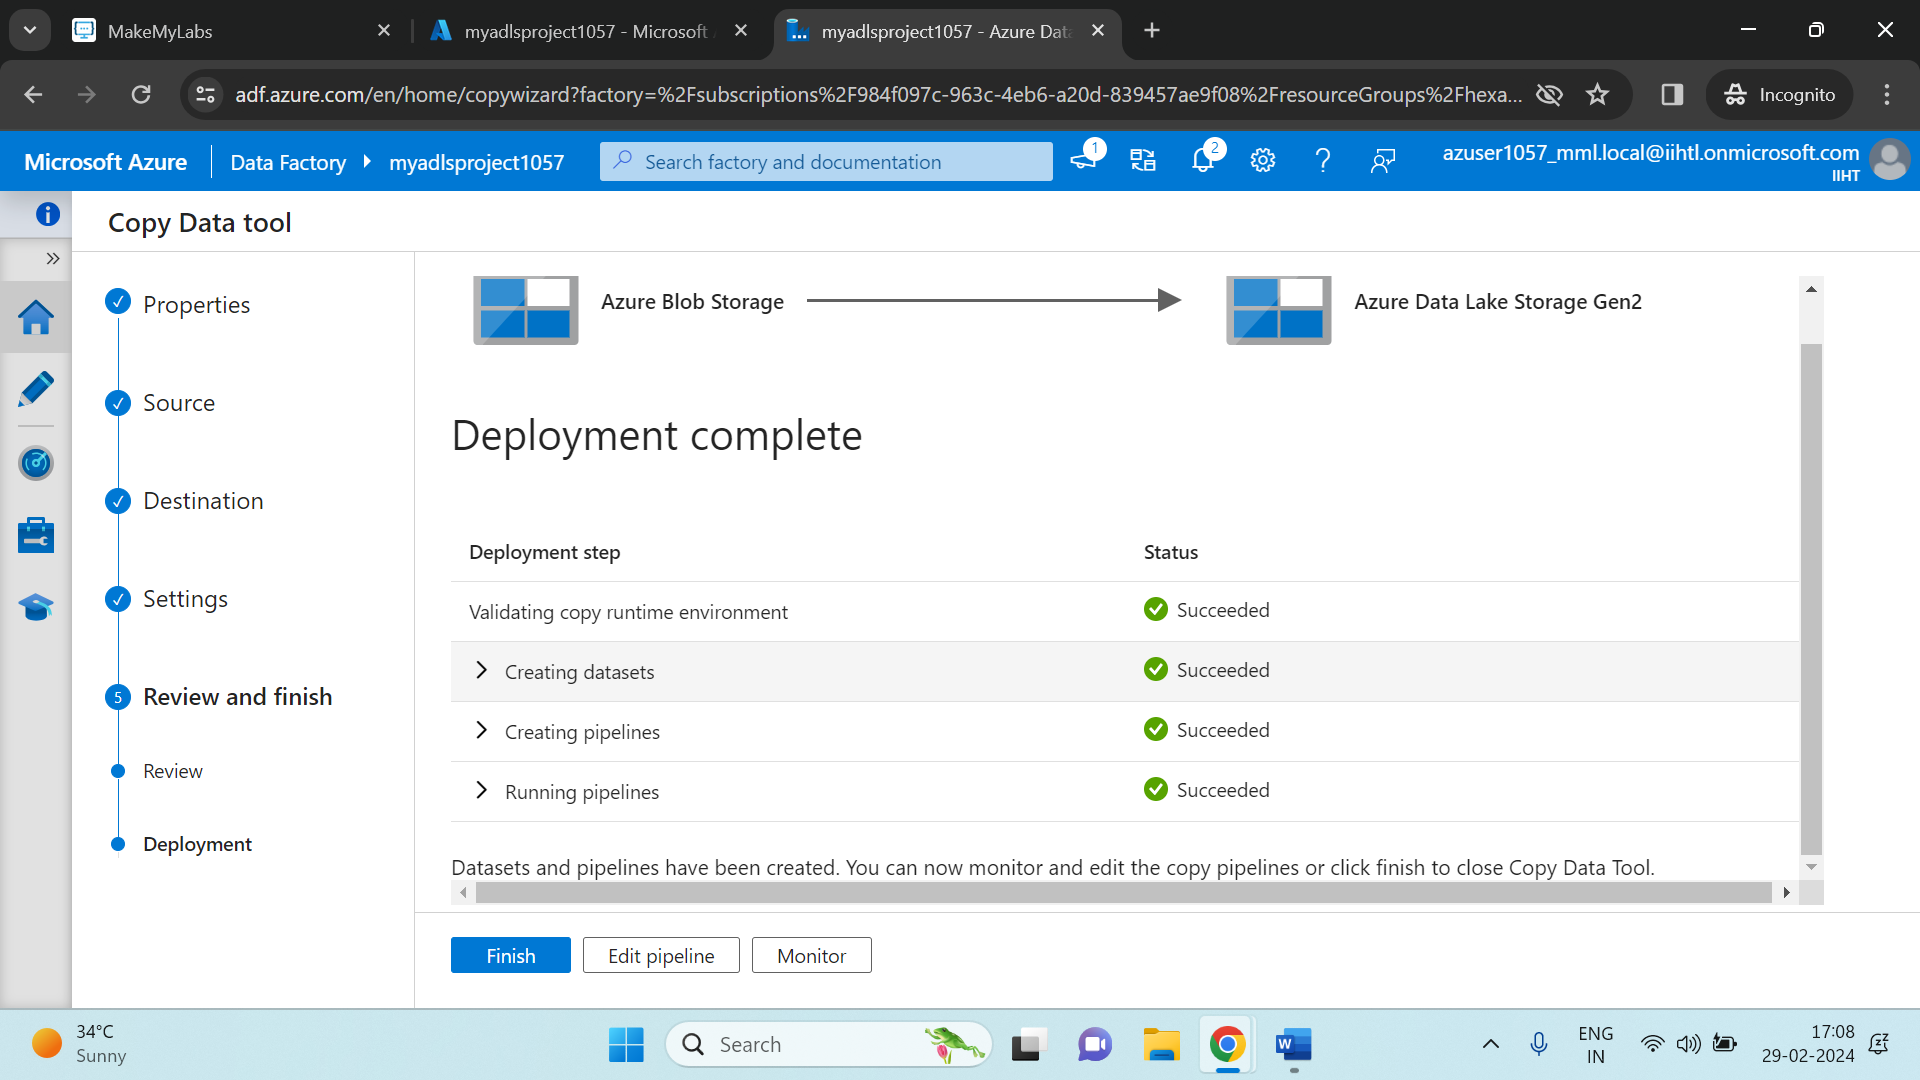 MakeMyLabs
myadlsproject1057 - Microsoft
myadlsproject1057 - Azure Data
adf.azure.com/en/home/copywizard?factory=%2Fsubscriptions%2F984f097c-963c-4eb6-a20d-839457ae9f08%2FresourceGroups%2Fhexa...
Incognito
Microsoft Azure
Data Factory
myadlsproject1057
Search factory and documentation
1
2
azuser1057_mml.local@iihtl.onmicrosoft.com
IIHT
Copy Data tool
Properties
Source
Destination
Settings
5
Review and finish
Review
Deployment
Azure Blob Storage
Azure Data Lake Storage Gen2
Deployment complete
Deployment step
Status
Validating copy runtime environment
Succeeded
Creating datasets
Succeeded
Creating pipelines
Succeeded
Running pipelines
Succeeded
Datasets and pipelines have been created. You can now monitor and edit the copy pipelines or click finish to close Copy Data Tool.
Finish
Edit pipeline
Monitor
34°C
Sunny
Search
W
ENG
IN
17:08
29-02-2024